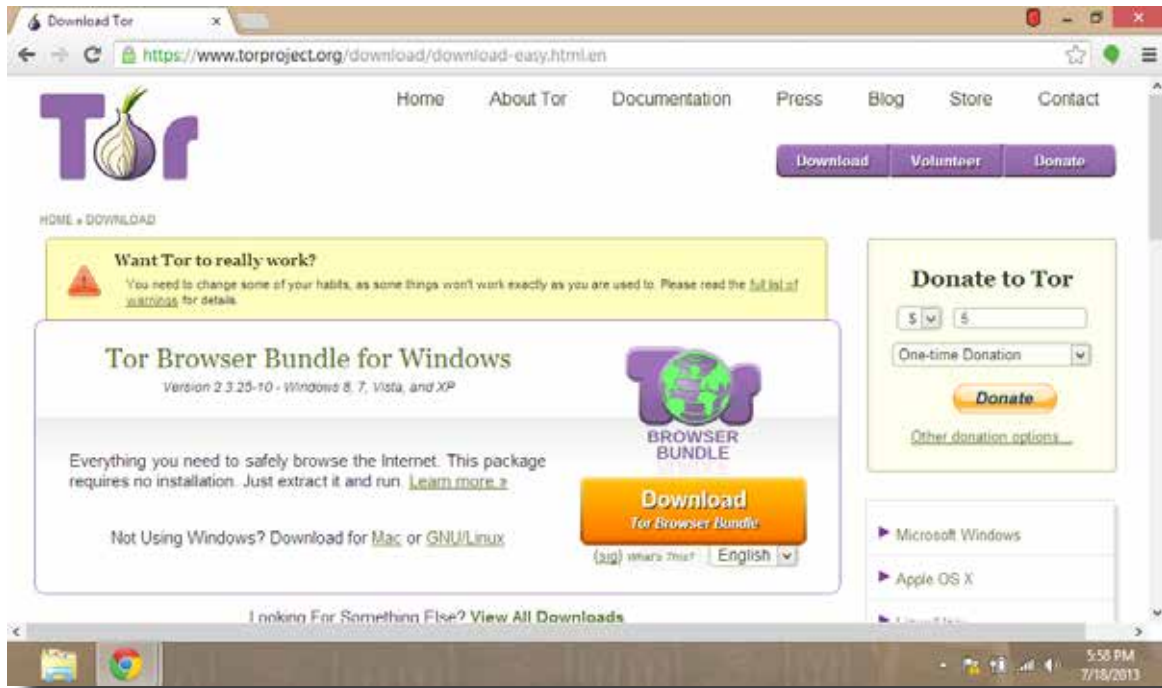 Download Tor
https://www.torproject.org/download/download-easy.html.en
Tor
Home About Tor Documentation Press Blog Store Contact
Download Volunteer Donate
HOME » DOWNLOAD
Want Tor to really work?
You need to change some of your habits, as some things won't work exactly as you are used to. Please read the full list of
warnings for details.
Tor Browser Bundle for Windows
Version 2.3.25-10 - Windows 8, 7, Vista, and XP
Everything you need to safely browse the Internet. This package
requires no installation. Just extract it and run. Learn more »
Not Using Windows? Download for Mac or GNU/Linux
Tor
BROWSER
BUNDLE
Download
Tor Browser Bundle
(sig) What's This? English
Looking For Something Else? View All Downloads
Donate to Tor
$ 5
One-time Donation
Donate
Other donation options...
Microsoft Windows
Apple OS X
5:58 PM
7/18/2013